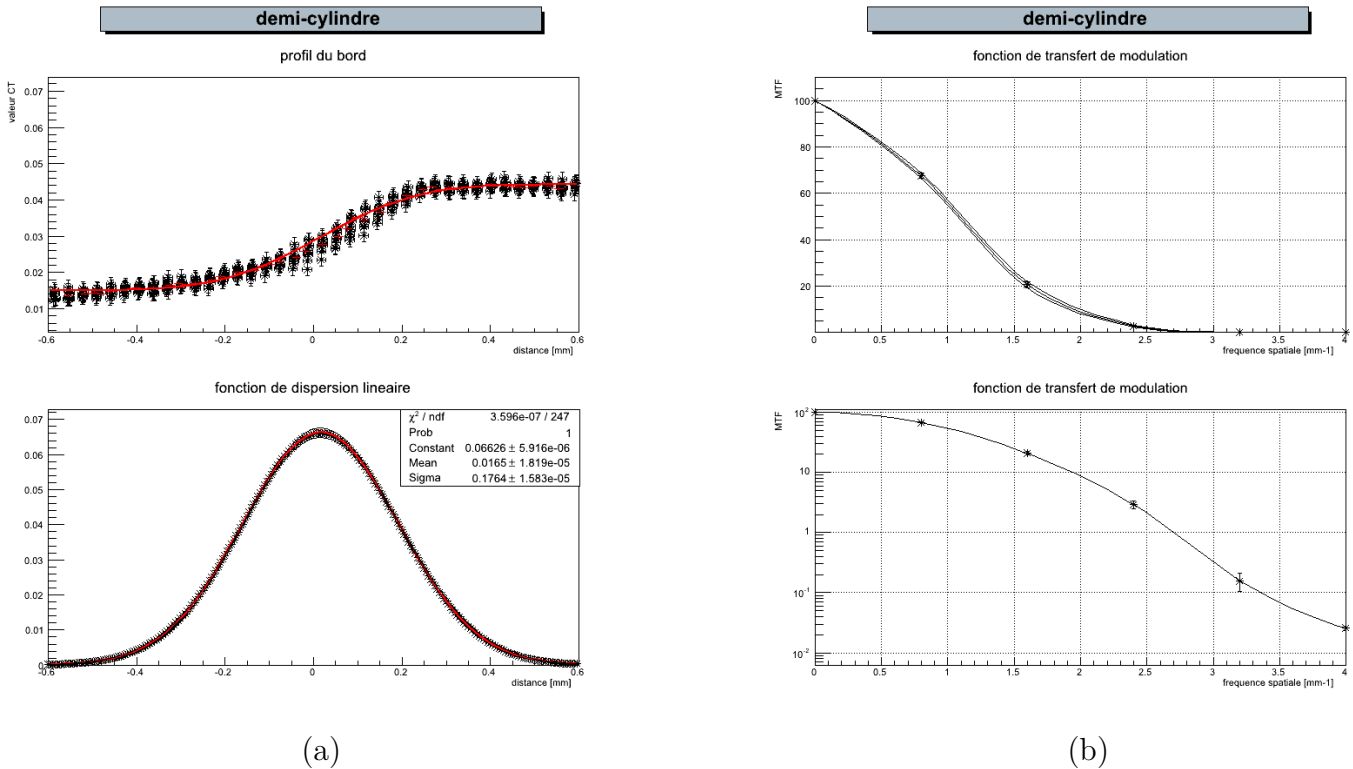 demi-cylindre
profil du bord
valeur CT
0.07
0.06
0.05
0.04
0.03
0.02
0.01
-0.6 -0.4 -0.2 0 0.2 0.4 0.6
distance [mm]
fonction de dispersion lineaire
χ² / ndf 3.596e-07 / 247
Prob 1
Constant 0.06626 ± 5.916e-06
Mean 0.0165 ± 1.819e-05
Sigma 0.1764 ± 1.583e-05
0.07
0.06
0.05
0.04
0.03
0.02
0.01
0
-0.6 -0.4 -0.2 0 0.2 0.4 0.6
distance [mm]
(a)
demi-cylindre
fonction de transfert de modulation
MTF
100
80
60
40
20
0 0.5 1 1.5 2 2.5 3 3.5 4
frequence spatiale [mm-1]
fonction de transfert de modulation
MTF
10²
10
1
10⁻¹
10⁻²
0 0.5 1 1.5 2 2.5 3 3.5 4
frequence spatiale [mm-1]
(b)